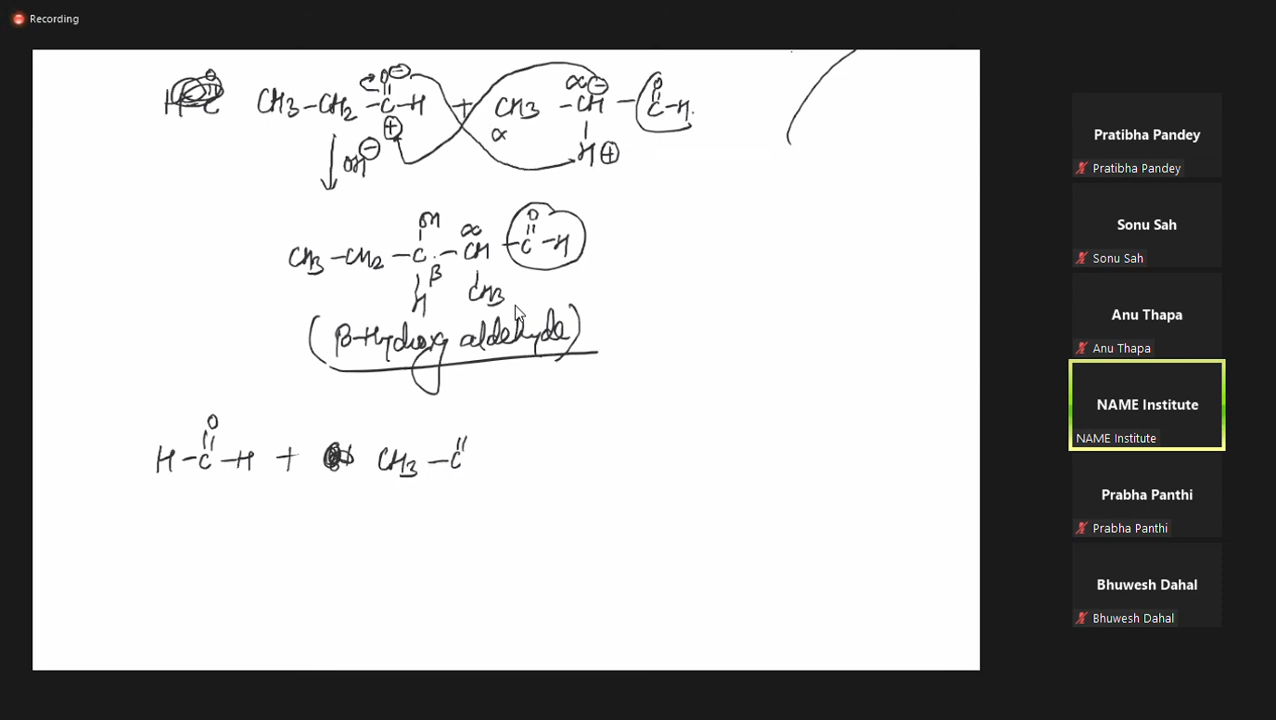 Recording
CH3-CH2-C-H + CH3-CH-C-H
O⊖ ∝⊖ O
⊕ ∝ H⊕
OH⊖
OH ∝ O
CH3-CH2-C-CH-C-H
β
H CH3
(β-Hydroxy aldehyde)
O
H-C-H + CH3-C
Pratibha Pandey
Pratibha Pandey
Sonu Sah
Sonu Sah
Anu Thapa
Anu Thapa
NAME Institute
NAME Institute
Prabha Panthi
Prabha Panthi
Bhuwesh Dahal
Bhuwesh Dahal